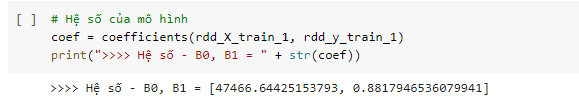 [ ] # Hệ số của mô hình
coef = coefficients(rdd_X_train_1, rdd_y_train_1)
print(">>>> Hệ số - B0, B1 = " + str(coef))
>>>> Hệ số - B0, B1 = [47466.64425153793, 0.8817946536079941]